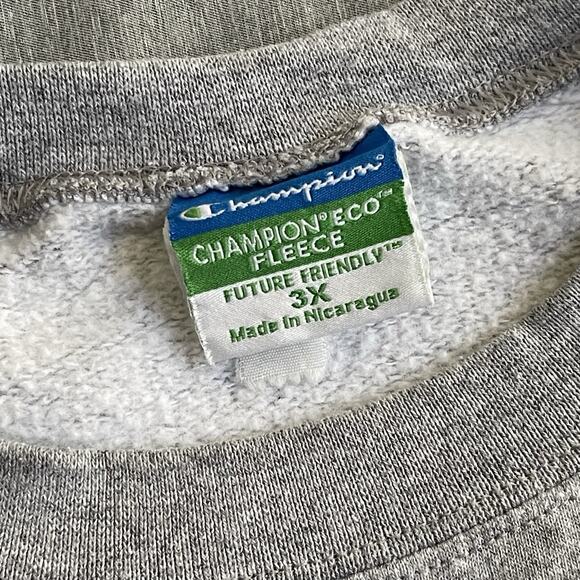 Champion®
CHAMPION® ECO™
FLEECE
FUTURE FRIENDLY™
3X
Made in Nicaragua